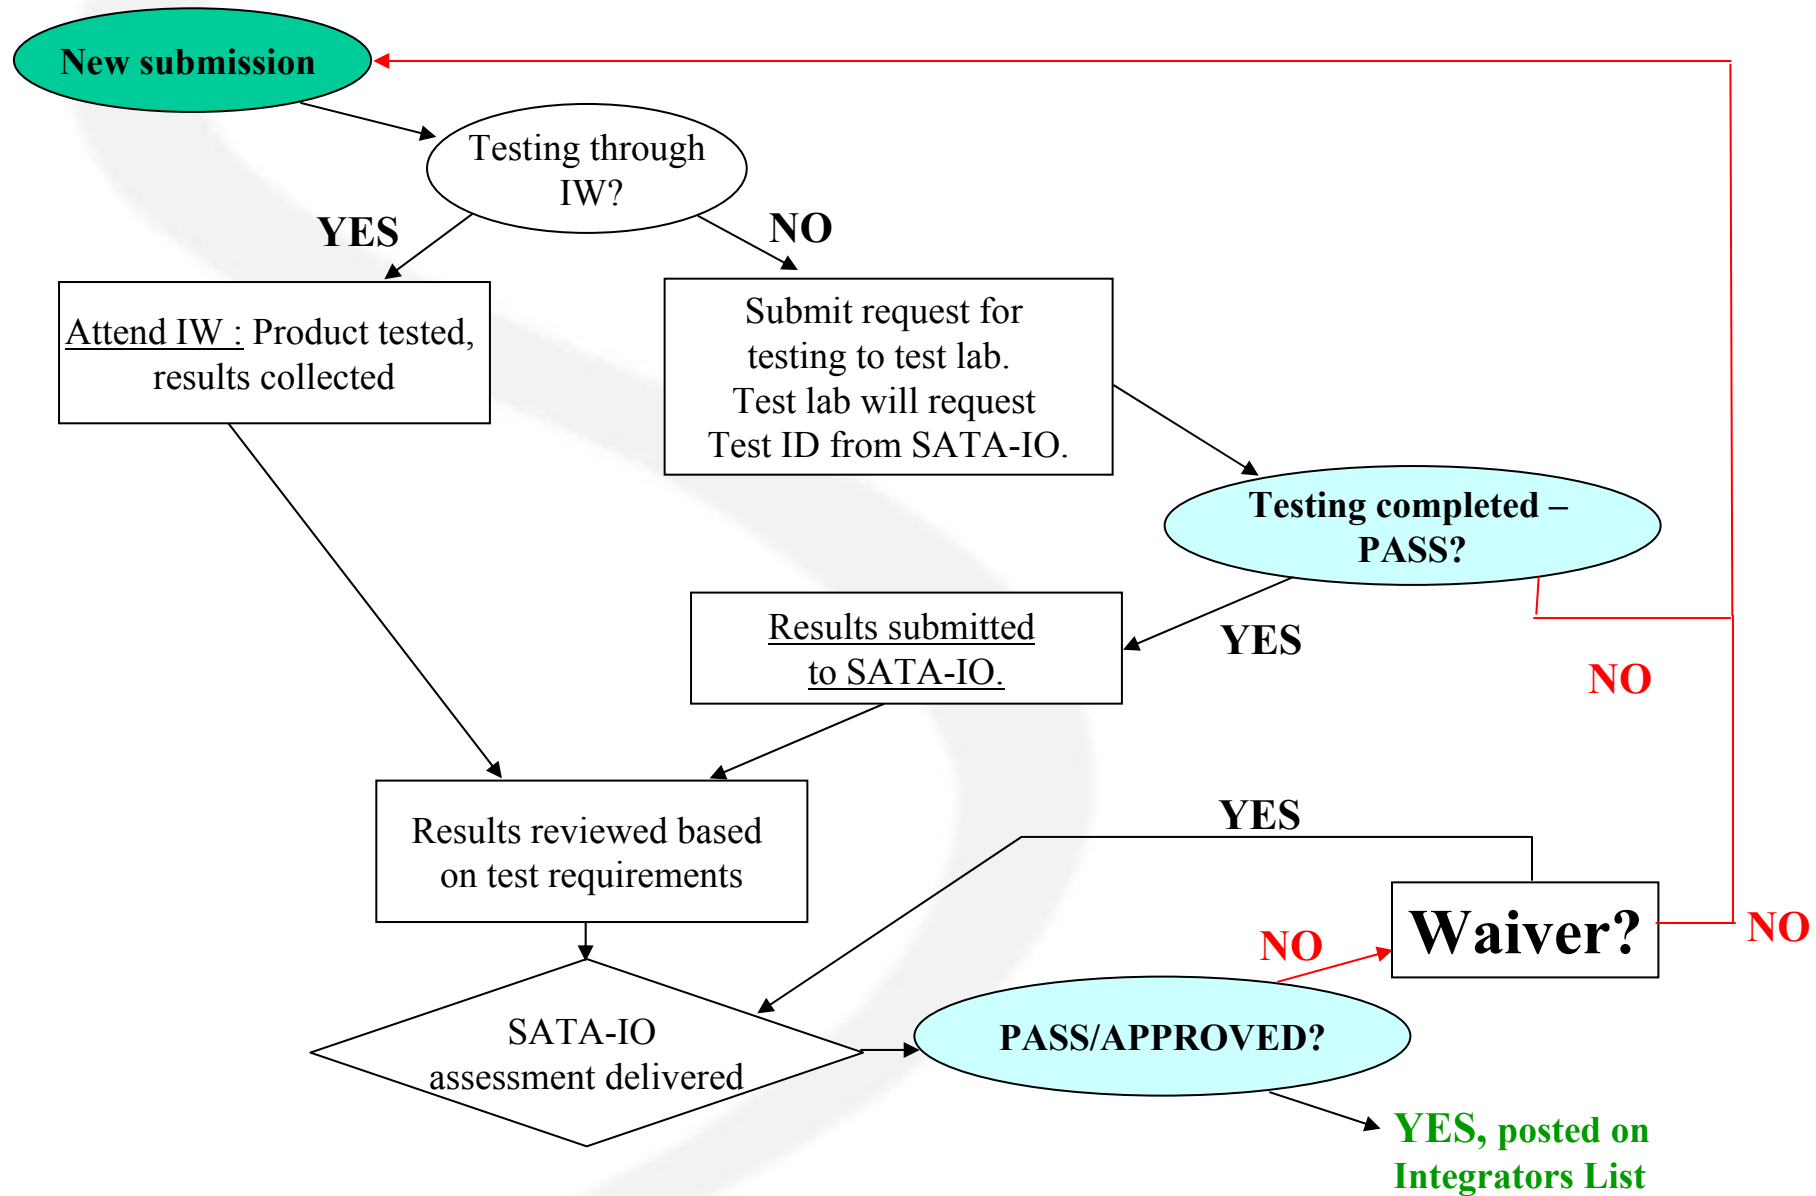 New submission
Testing through
IW?
YES
NO
Attend IW : Product tested,
results collected
Submit request for
testing to test lab.
Test lab will request
Test ID from SATA-IO.
Testing completed –
PASS?
Results submitted
to SATA-IO.
YES
NO
Results reviewed based
on test requirements
YES
Waiver?
NO
NO
SATA-IO
assessment delivered
PASS/APPROVED?
YES, posted on
Integrators List